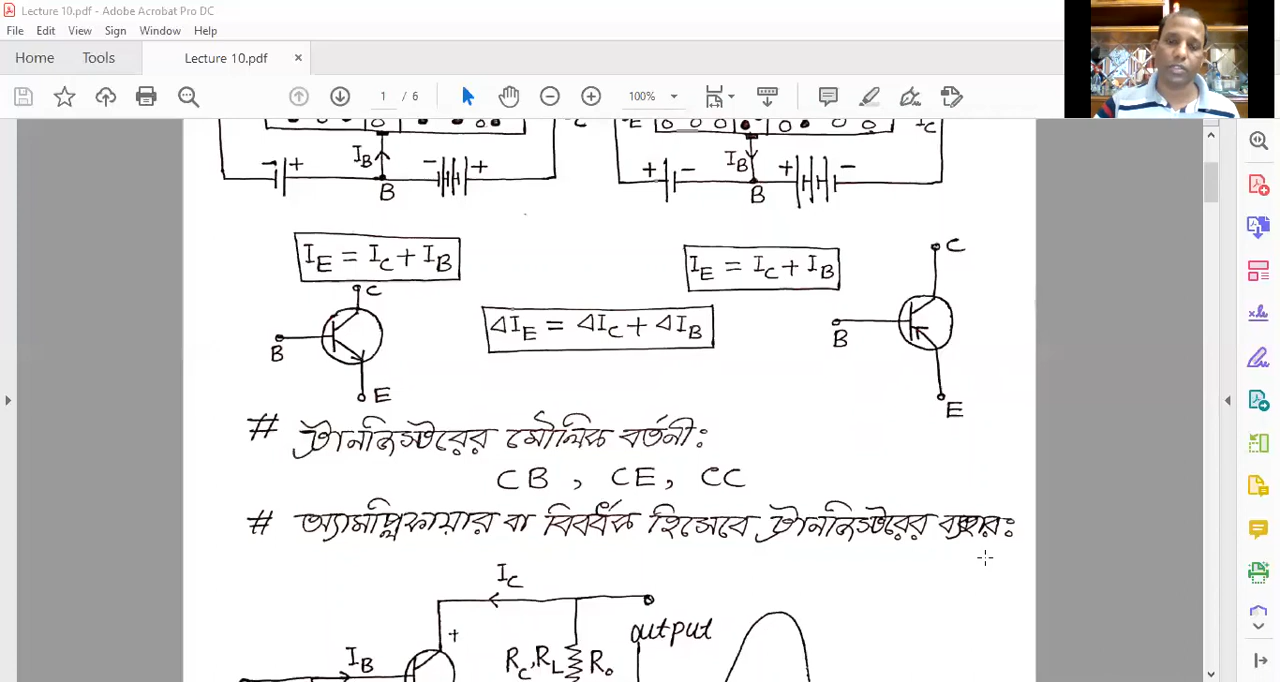 Lecture 10.pdf - Adobe Acrobat Pro DC
File Edit View Sign Window Help
Home Tools Lecture 10.pdf ×
1 / 6 100%
I_B I_B
- + - + + - + -
B B
E I_C
I_E = I_C + I_B
I_E = I_C + I_B
C C
ΔI_E = ΔI_C + ΔI_B
B B
E E
# ট্রানজিস্টরের মৌলিক বর্তনী:
CB , CE, CC
# অ্যামপ্লিফায়ার বা বিবর্ধক হিসেবে ট্রানজিস্টরের ব্যবহার:
I_C
+ output
I_B R_C, R_L R_o